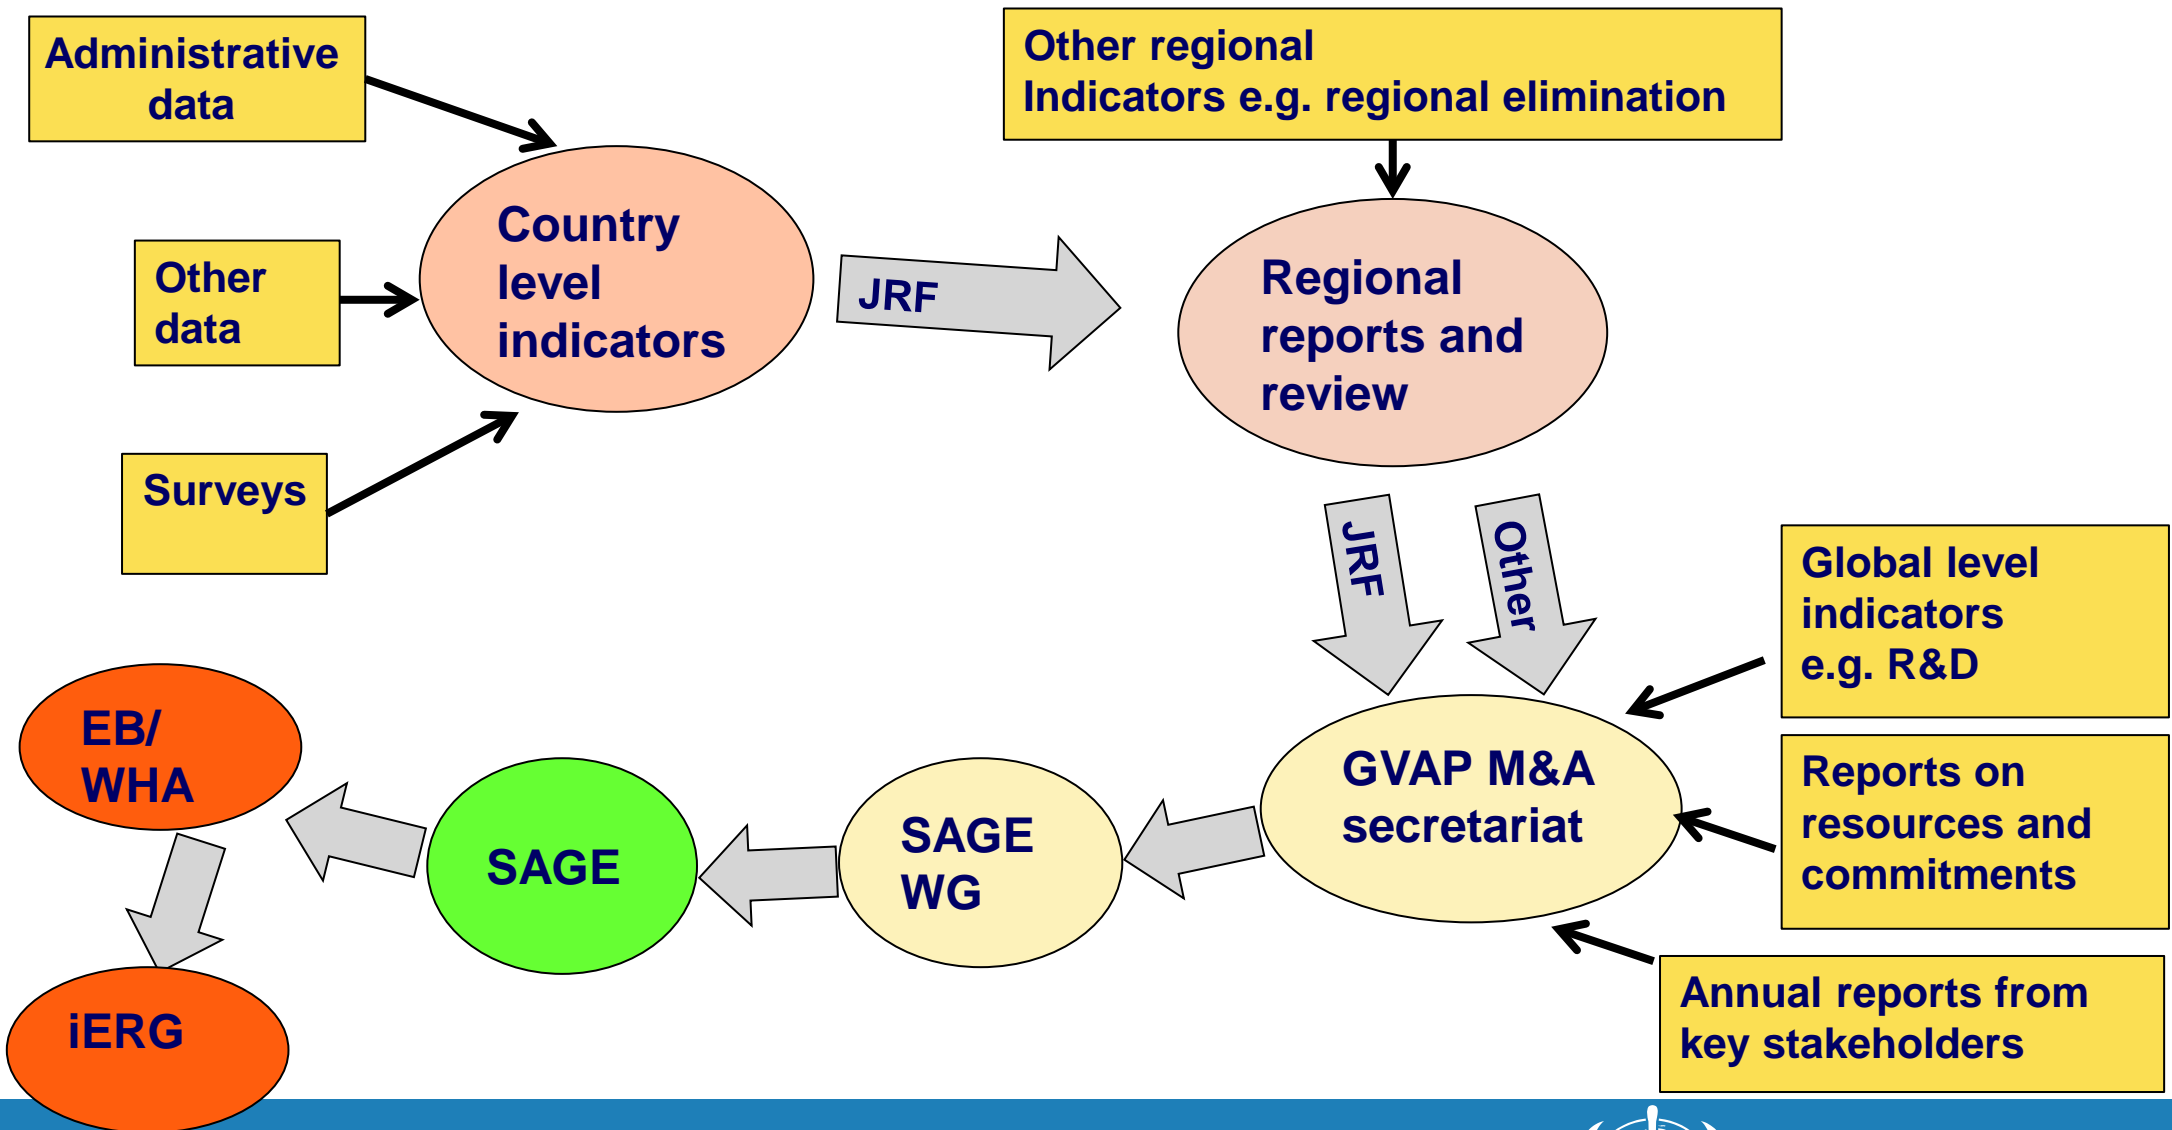 Administrative
data
Other regional
Indicators e.g. regional elimination
Country
level
indicators
Other
data
JRF
Regional
reports and
review
Surveys
JRF
Other
Global level
indicators
e.g. R&D
EB/
WHA
GVAP M&A
secretariat
Reports on
resources and
commitments
SAGE
WG
SAGE
Annual reports from
key stakeholders
iERG